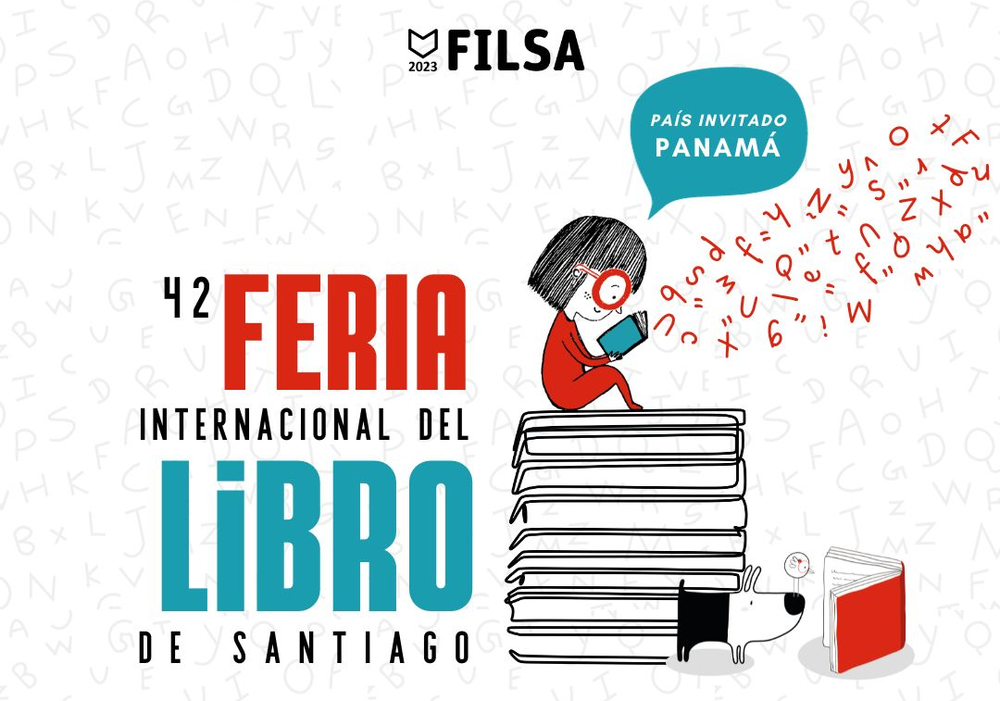 2023 FILSA
PAÍS INVITADO
PANAMÁ
42 FERIA
INTERNACIONAL DEL
LiBRO
DE SANTIAGO